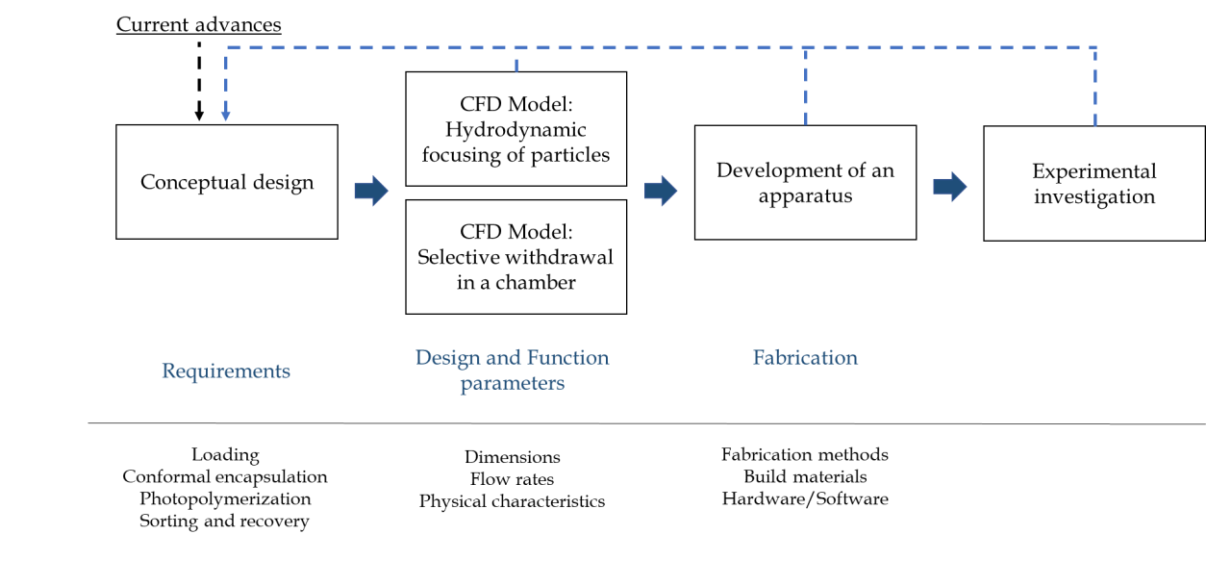 Current advances
Conceptual design
CFD Model:
Hydrodynamic
focusing of particles
CFD Model:
Selective withdrawal
in a chamber
Development of an
apparatus
Experimental
investigation
Requirements
Design and Function
parameters
Fabrication
Loading
Conformal encapsulation
Photopolymerization
Sorting and recovery
Dimensions
Flow rates
Physical characteristics
Fabrication methods
Build materials
Hardware/Software